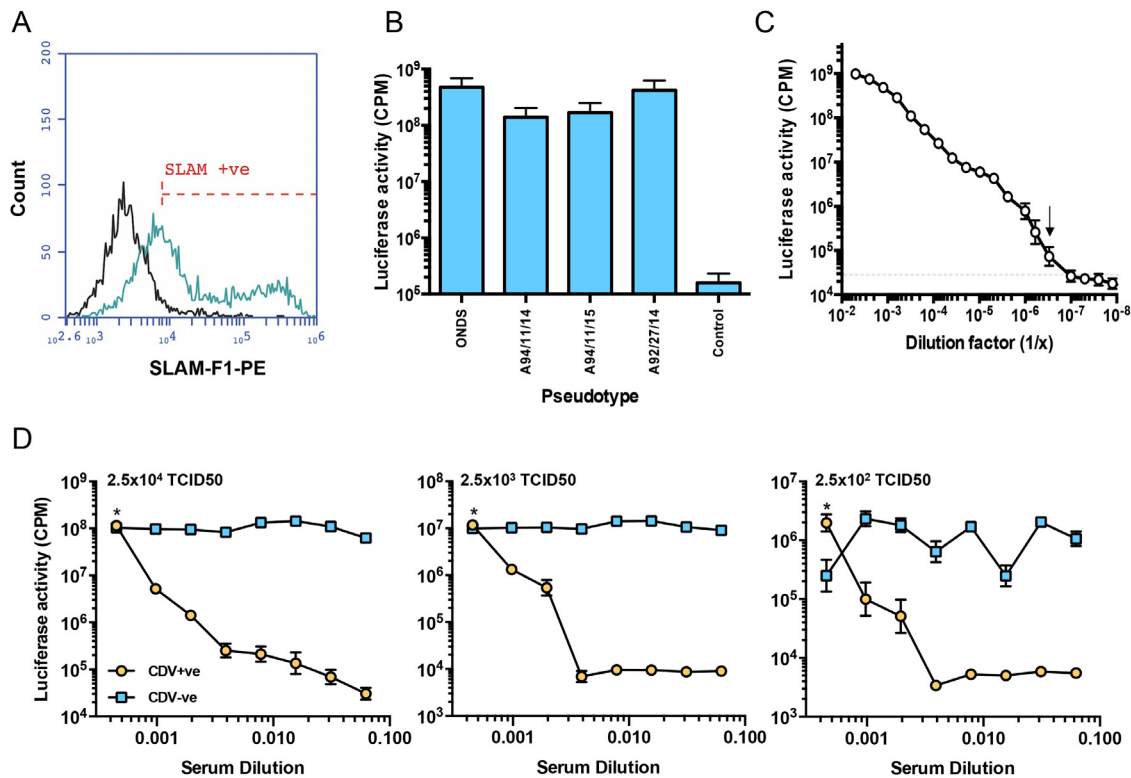 A
200
150
100
50
0
Count
SLAM +ve
10^2.6 10^3 10^4 10^5 10^6
SLAM-F1-PE
B
Luciferase activity (CPM)
10^9
10^8
10^7
10^6
10^5
ONDS
A94/11/14
A94/11/15
A92/27/14
Control
Pseudotype
C
Luciferase activity (CPM)
10^9
10^8
10^7
10^6
10^5
10^4
10^-2 10^-3 10^-4 10^-5 10^-6 10^-7 10^-8
Dilution factor (1/x)
D
Luciferase activity (CPM)
2.5x10^4 TCID50
10^9
10^8
10^7
10^6
10^5
10^4
*
CDV+ve
CDV-ve
0.001 0.010 0.100
Serum Dilution
2.5x10^3 TCID50
10^8
10^7
10^6
10^5
10^4
10^3
*
0.001 0.010 0.100
Serum Dilution
2.5x10^2 TCID50
10^7
10^6
10^5
10^4
10^3
*
0.001 0.010 0.100
Serum Dilution